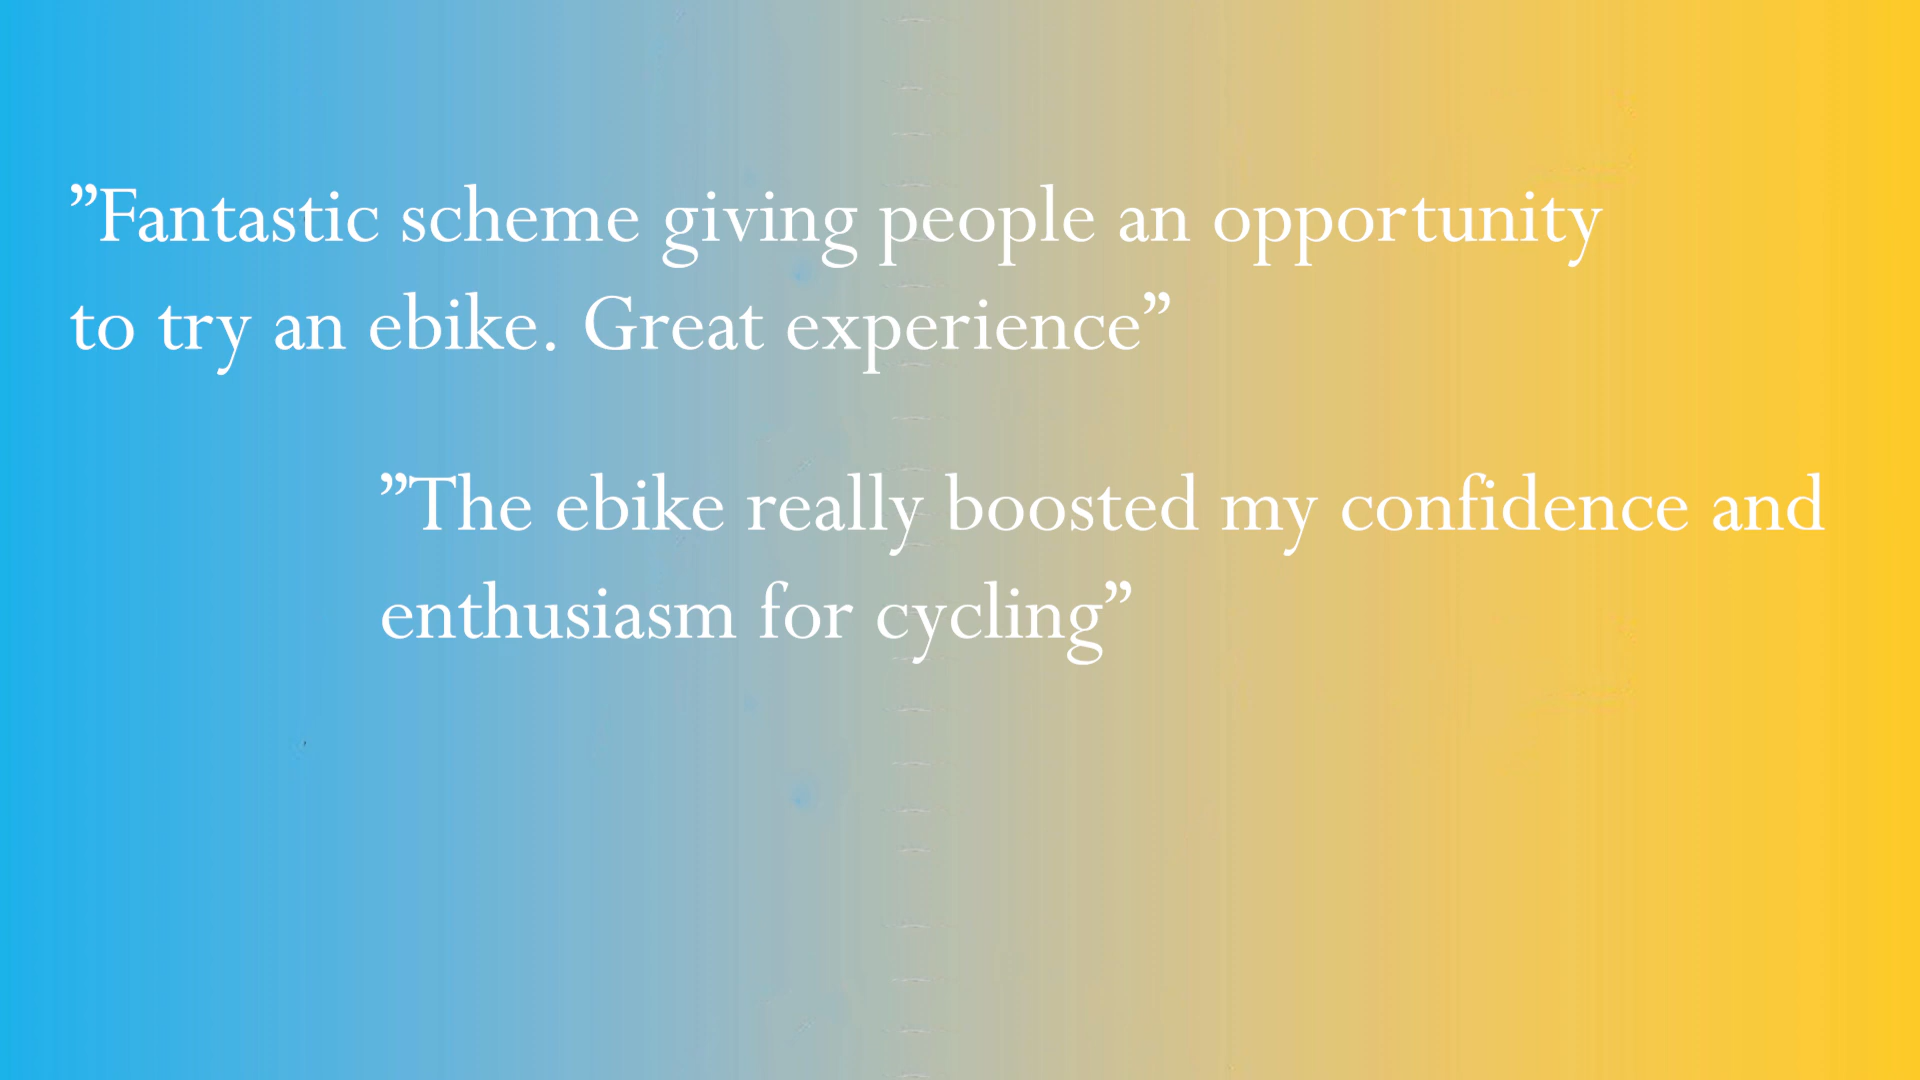 ”Fantastic scheme giving people an opportunity
to try an ebike. Great experience”
”The ebike really boosted my confidence and
enthusiasm for cycling”